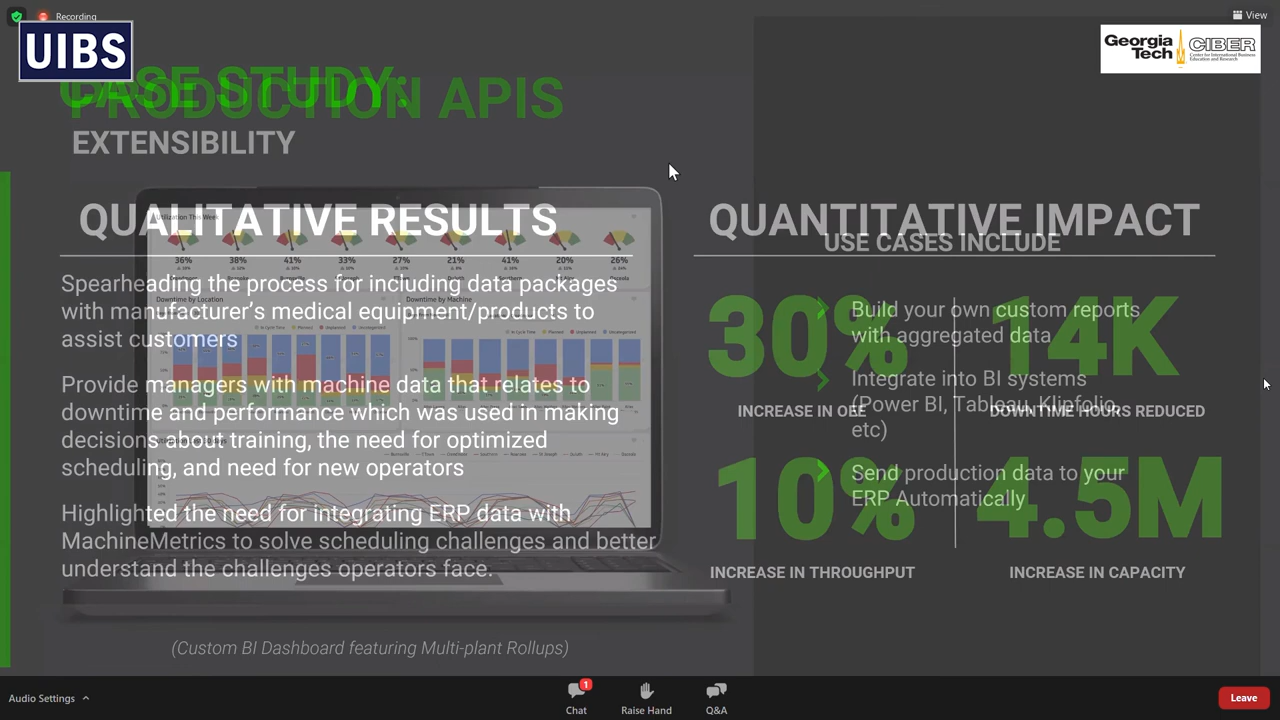 Recording
View
UIBS
Georgia Tech
CIBER
Center for International Business
Education and Research
CASE STUDY:
PRODUCTION APIS
EXTENSIBILITY
QUALITATIVE RESULTS
Spearheading the process for including data packages
with manufacturer's medical equipment/products to
assist customers
Provide managers with machine data that relates to
downtime and performance which was used in making
decisions about training, the need for optimized
scheduling, and need for new operators
Highlighted the need for integrating ERP data with
MachineMetrics to solve scheduling challenges and better
understand the challenges operators face.
Utilization This Week
36%
38%
41%
33%
27%
21%
41%
20%
26%
Downtime by Location
Downtime by Machine
(Custom BI Dashboard featuring Multi-plant Rollups)
QUANTITATIVE IMPACT
USE CASES INCLUDE
30%
INCREASE IN OEE
14K
DOWNTIME HOURS REDUCED
10%
INCREASE IN THROUGHPUT
4.5M
INCREASE IN CAPACITY
Build your own custom reports
with aggregated data
Integrate into BI systems
(Power BI, Tableau, Klipfolio,
etc)
Send production data to your
ERP Automatically
Audio Settings
1
Chat
Raise Hand
Q&A
Leave